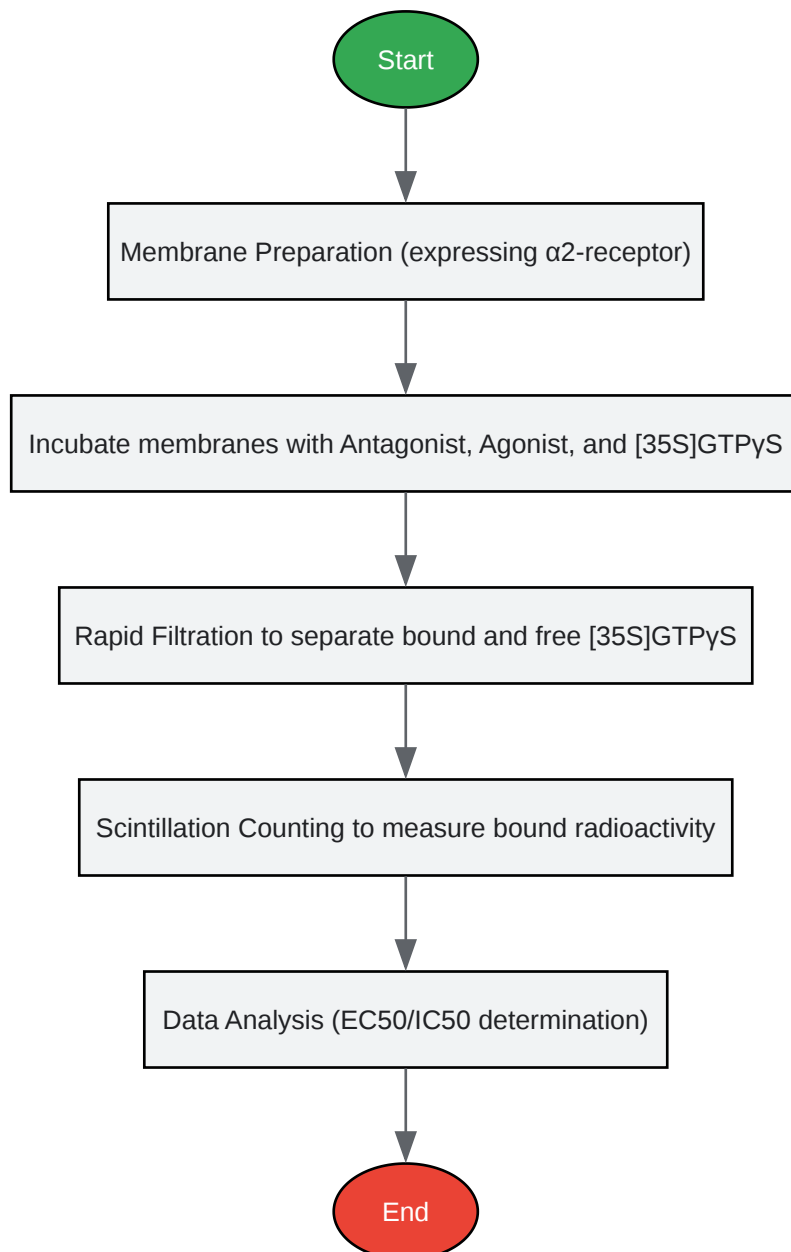 Start
Membrane Preparation (expressing α2-receptor)
Incubate membranes with Antagonist, Agonist, and [35S]GTPγS
Rapid Filtration to separate bound and free [35S]GTPγS
Scintillation Counting to measure bound radioactivity
Data Analysis (EC50/IC50 determination)
End